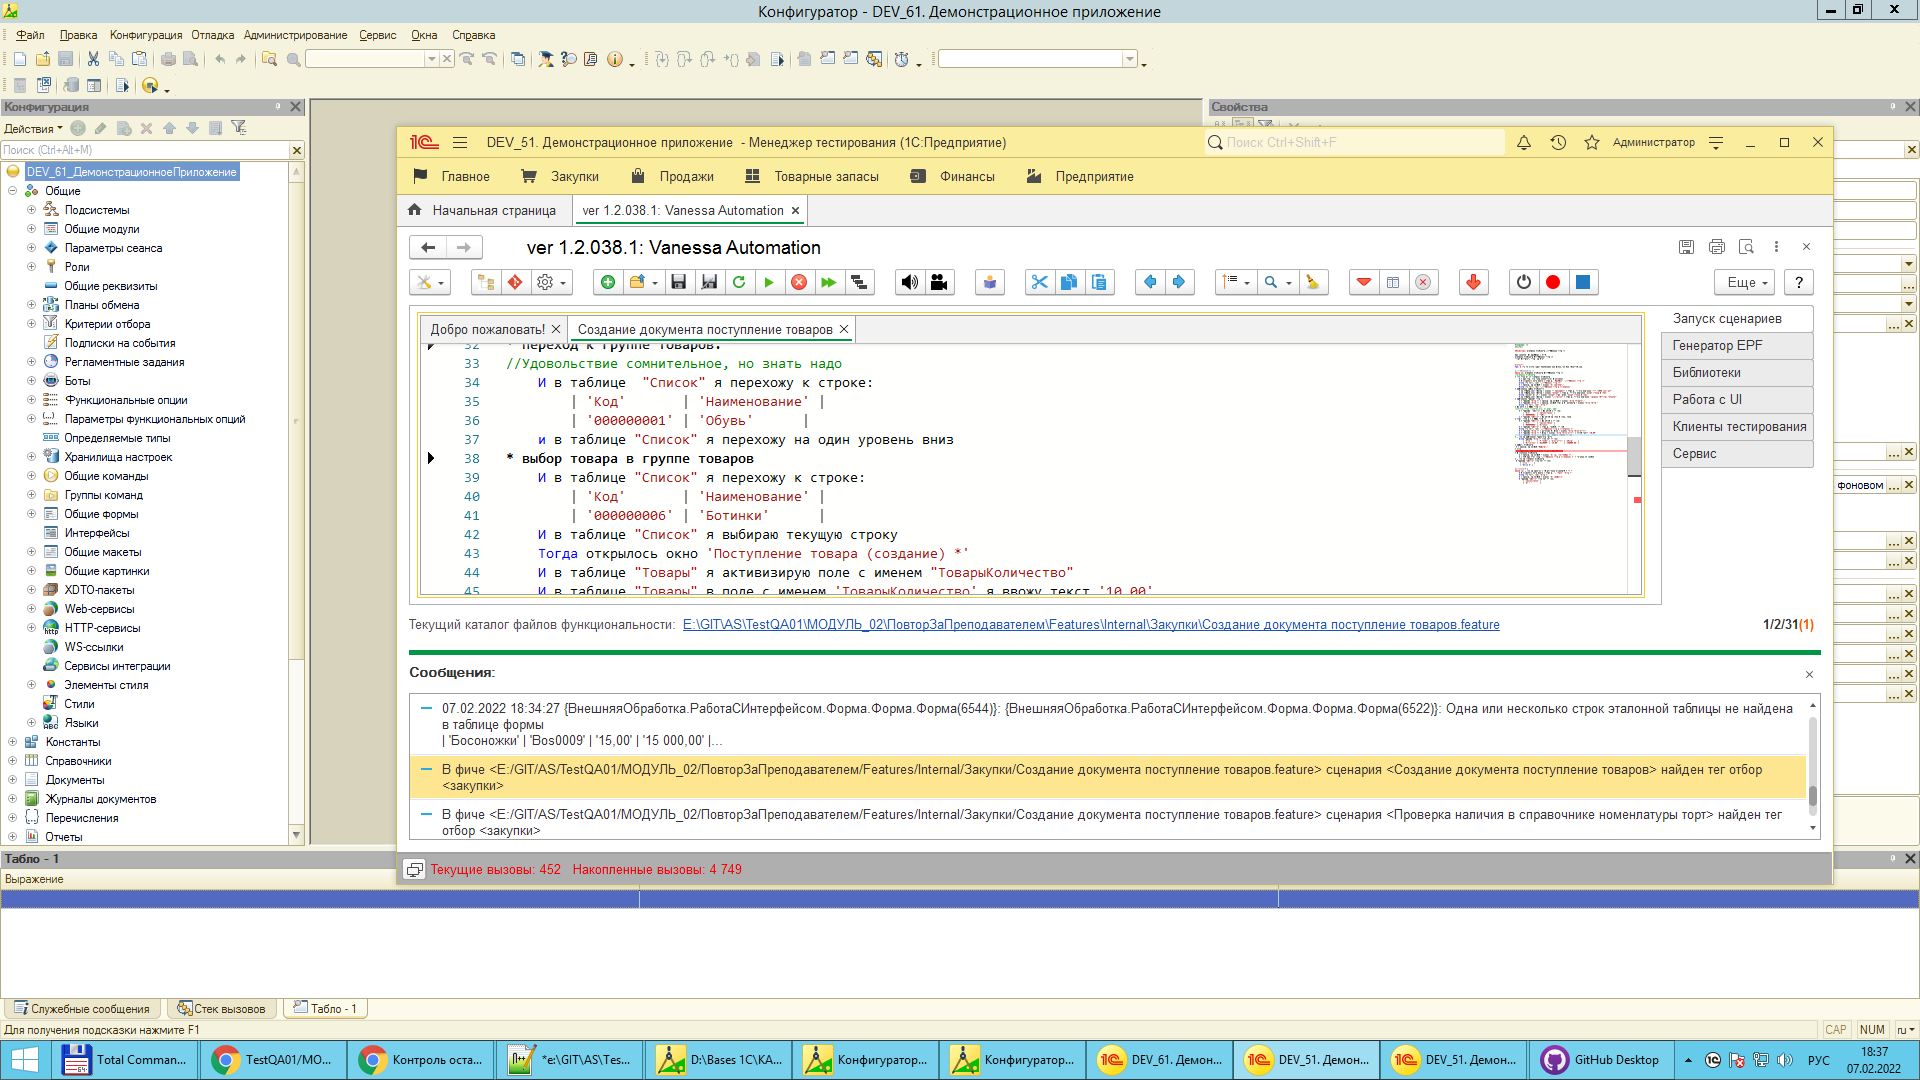 Конфигуратор - DEV_61. Демонстрационное приложение
Файл Правка Конфигурация Отладка Администрирование Сервис Окна Справка
Конфигурация
Свойства
Действия
Поиск (Ctrl+Alt+M)
DEV_61_ДемонстрационноеПриложение
Общие
Подсистемы
Общие модули
Параметры сеанса
Роли
Общие реквизиты
Планы обмена
Критерии отбора
Подписки на события
Регламентные задания
Боты
Функциональные опции
Параметры функциональных опций
Определяемые типы
Хранилища настроек
Общие команды
Группы команд
Общие формы
Интерфейсы
Общие макеты
Общие картинки
XDTO-пакеты
Web-сервисы
HTTP-сервисы
WS-ссылки
Сервисы интеграции
Элементы стиля
Стили
Языки
Константы
Справочники
Документы
Журналы документов
Перечисления
Отчеты
DEV_51. Демонстрационное приложение - Менеджер тестирования (1С:Предприятие)
Поиск Ctrl+Shift+F
Администратор
Главное Закупки Продажи Товарные запасы Финансы Предприятие
Начальная страница ver 1.2.038.1: Vanessa Automation
ver 1.2.038.1: Vanessa Automation
Еще ?
Добро пожаловать! Создание документа поступление товаров
32 * переход к группе товаров.
33 //Удовольствие сомнительное, но знать надо
34 И в таблице "Список" я перехожу к строке:
35 | 'Код' | 'Наименование' |
36 | '000000001' | 'Обувь' |
37 и в таблице "Список" я перехожу на один уровень вниз
38 * выбор товара в группе товаров
39 И в таблице "Список" я перехожу к строке:
40 | 'Код' | 'Наименование' |
41 | '000000006' | 'Ботинки' |
42 И в таблице "Список" я выбираю текущую строку
43 Тогда открылось окно 'Поступление товара (создание) *'
44 И в таблице "Товары" я активизирую поле с именем "ТоварыКоличество"
45 И в таблице "Товары" в поле с именем 'ТоварыКоличество' я ввожу текст '10,00'
Запуск сценариев
Генератор EPF
Библиотеки
Работа с UI
Клиенты тестирования
Сервис
фоновом
Текущий каталог файлов функциональности: E:\GIT\AS\TestQA01\МОДУЛЬ_02\ПовторЗаПреподавателем\Features\Internal\Закупки\Создание документа поступление товаров.feature
1/2/31(1)
Сообщения:
07.02.2022 18:34:27 {ВнешняяОбработка.РаботаСИнтерфейсом.Форма.Форма.Форма(6544)}: {ВнешняяОбработка.РаботаСИнтерфейсом.Форма.Форма.Форма(6522)}: Одна или несколько строк эталонной таблицы не найдена
в таблице формы
| 'Босоножки' | 'Bos0009' | '15,00' | '15 000,00' |...
В фиче <E:/GIT/AS/TestQA01/МОДУЛЬ_02/ПовторЗаПреподавателем/Features/Internal/Закупки/Создание документа поступление товаров.feature> сценария <Создание документа поступление товаров> найден тег отбор
<закупки>
В фиче <E:/GIT/AS/TestQA01/МОДУЛЬ_02/ПовторЗаПреподавателем/Features/Internal/Закупки/Создание документа поступление товаров.feature> сценария <Проверка наличия в справочнике номенлатуры торт> найден тег
отбор <закупки>
Текущие вызовы: 452 Накопленные вызовы: 4 749
Табло - 1
Выражение
Служебные сообщения Стек вызовов Табло - 1
Для получения подсказки нажмите F1
CAP NUM ru
Total Comman... TestQA01/MO... Контроль оста... *e:\GIT\AS\Tes... D:\Bases 1C\KA... Конфигуратор... Конфигуратор... DEV_61. Демон... DEV_51. Демон... DEV_51. Демон... GitHub Desktop РУС
18:37
07.02.2022